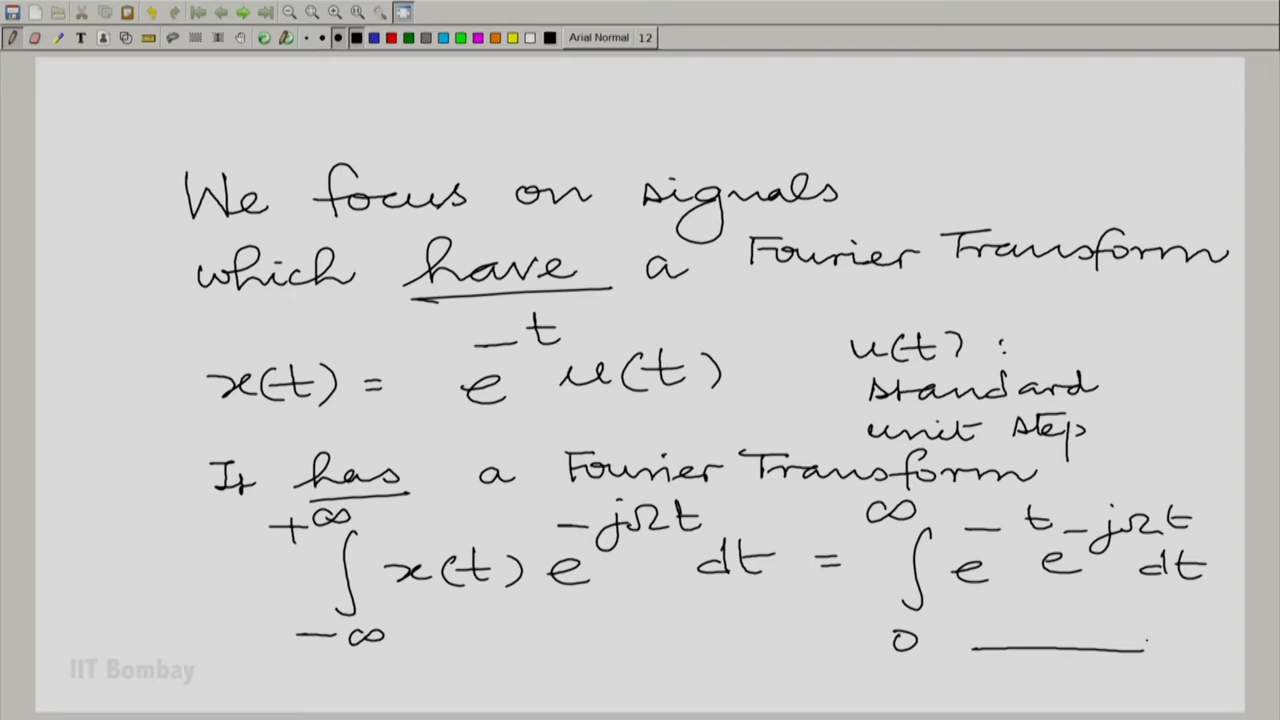 Arial Normal 12
We focus on signals
which have a Fourier Transform
x(t) = e^{-t} u(t)
u(t) :
standard
unit step
It has a Fourier Transform
∫_{-∞}^{+∞} x(t) e^{-jΩt} dt = ∫_{0}^{∞} e^{-t} e^{-jΩt} dt
IIT Bombay